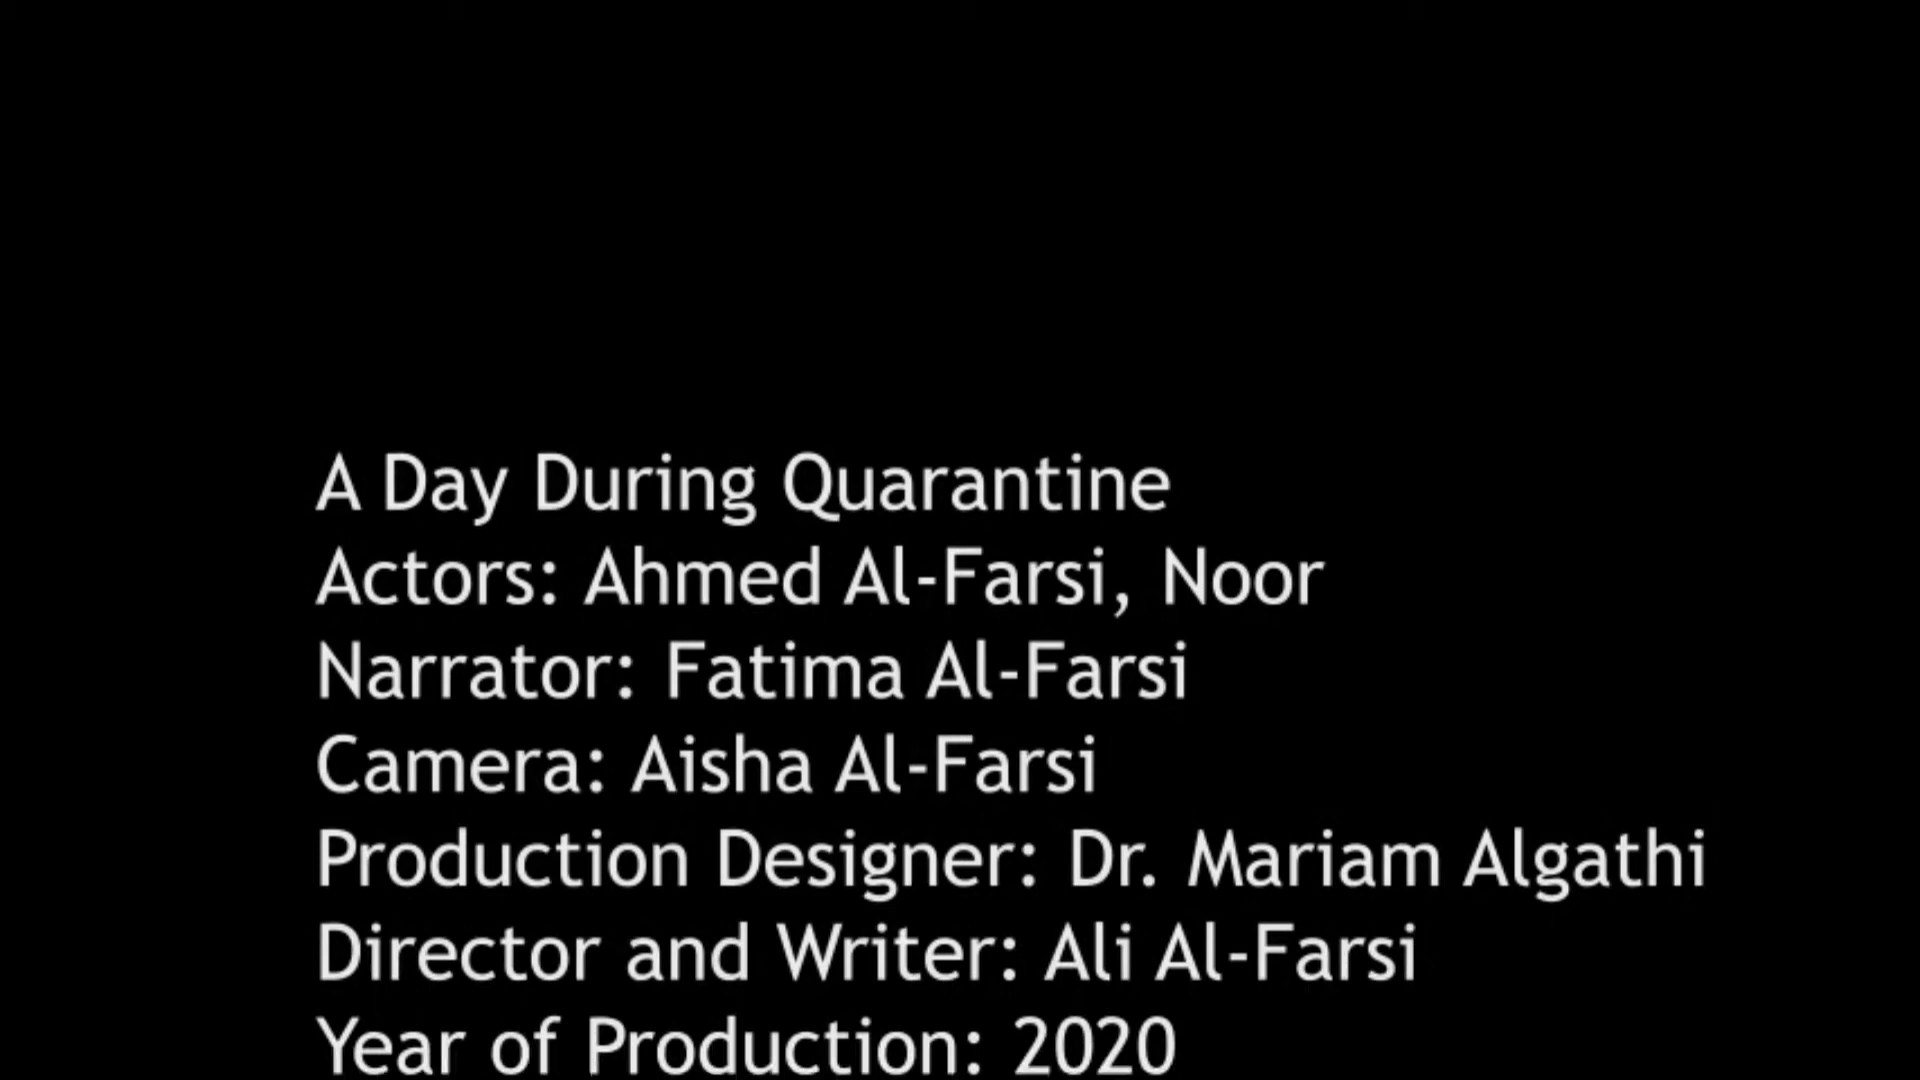 A Day During Quarantine
Actors: Ahmed Al-Farsi, Noor
Narrator: Fatima Al-Farsi
Camera: Aisha Al-Farsi
Production Designer: Dr. Mariam Algathi
Director and Writer: Ali Al-Farsi
Year of Production: 2020